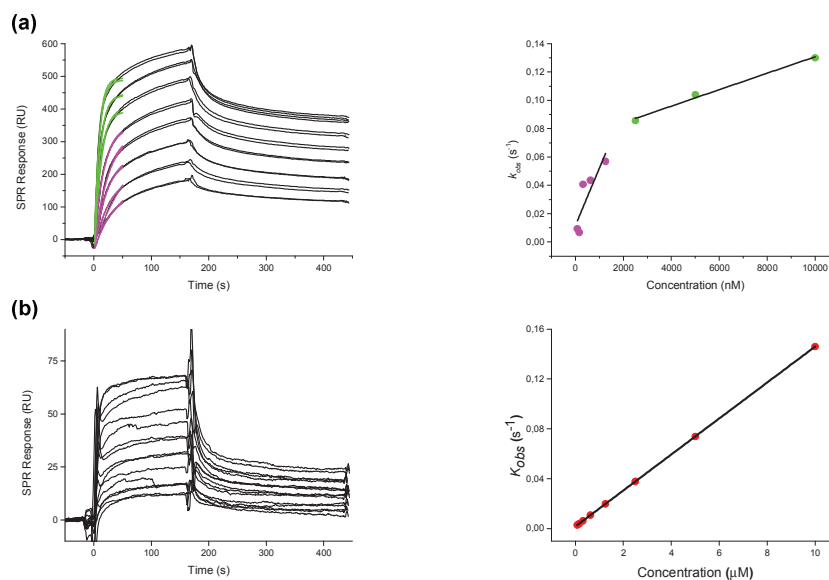 (a)
600
500
400
300
200
100
0
SPR Response (RU)
0 100 200 300 400
Time (s)
0,14
0,12
0,10
0,08
0,06
0,04
0,02
0,00
k_obs (s⁻¹)
0 2000 4000 6000 8000 10000
Concentration (nM)
(b)
75
50
25
0
SPR Response (RU)
0 100 200 300 400
Time (s)
0,16
0,12
0,08
0,04
0,00
K_obs (s⁻¹)
0 2 4 6 8 10
Concentration (μM)